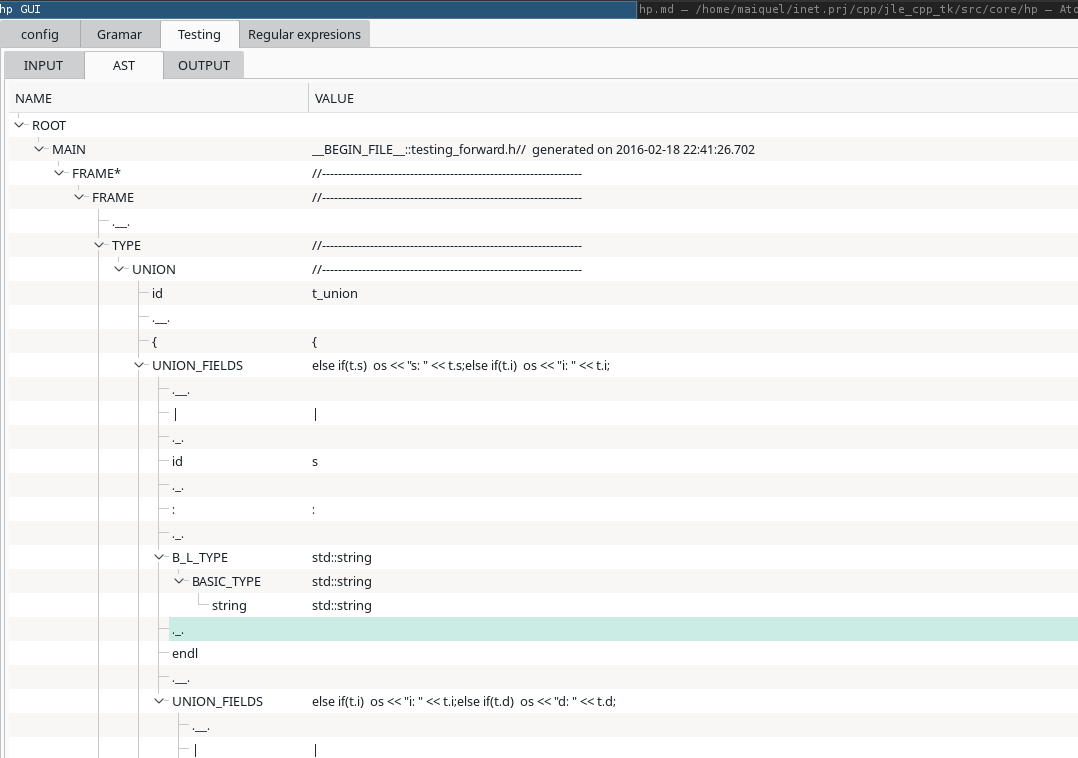 hp GUI hp.md — /home/maiquel/inet.prj/cpp/jle_cpp_tk/src/core/hp — Ato
config Gramar Testing Regular expresions
INPUT AST OUTPUT
NAME VALUE
ROOT
MAIN __BEGIN_FILE__::testing_forward.h// generated on 2016-02-18 22:41:26.702
FRAME* //-----------------------------------------------------------------
FRAME //-----------------------------------------------------------------
.__.
TYPE //-----------------------------------------------------------------
UNION //-----------------------------------------------------------------
id t_union
.__.
{ {
UNION_FIELDS else if(t.s) os << "s: " << t.s;else if(t.i) os << "i: " << t.i;
.__.
| |
._.
id s
._.
: :
._.
B_L_TYPE std::string
BASIC_TYPE std::string
string std::string
._.
endl
.__.
UNION_FIELDS else if(t.i) os << "i: " << t.i;else if(t.d) os << "d: " << t.d;
.__.
| |